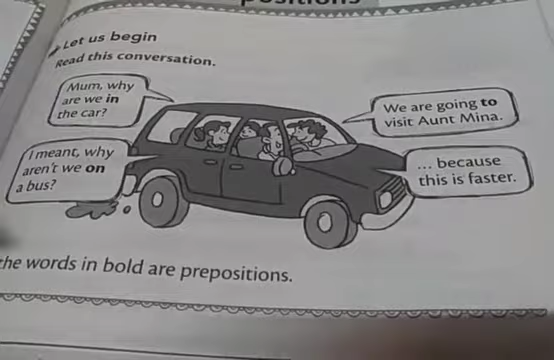 Let us begin
Read this conversation.
Mum, why
are we in
the car?
We are going to
visit Aunt Mina.
I meant, why
aren't we on
a bus?
... because
this is faster.
the words in bold are prepositions.